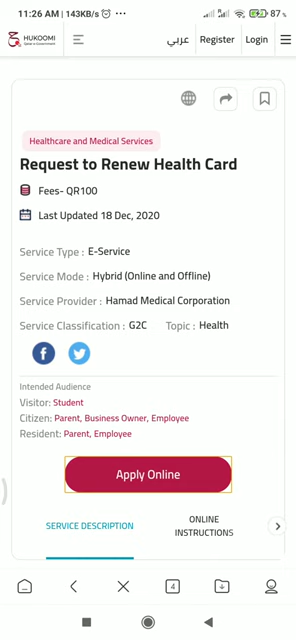 11:26 AM | 143KB/s
87
HUKOOMI
عربي Register Login
Healthcare and Medical Services
Request to Renew Health Card
Fees- QR100
Last Updated 18 Dec, 2020
Service Type : E-Service
Service Mode : Hybrid (Online and Offline)
Service Provider : Hamad Medical Corporation
Service Classification : G2C Topic : Health
Intended Audience
Visitor: Student
Citizen: Parent, Business Owner, Employee
Resident: Parent, Employee
Apply Online
SERVICE DESCRIPTION
ONLINE
INSTRUCTIONS
4